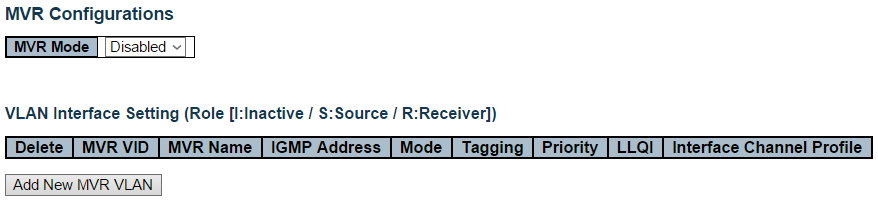 MVR Configurations
MVR Mode Disabled
VLAN Interface Setting (Role [I:Inactive / S:Source / R:Receiver])
Delete MVR VID MVR Name IGMP Address Mode Tagging Priority LLQI Interface Channel Profile
Add New MVR VLAN